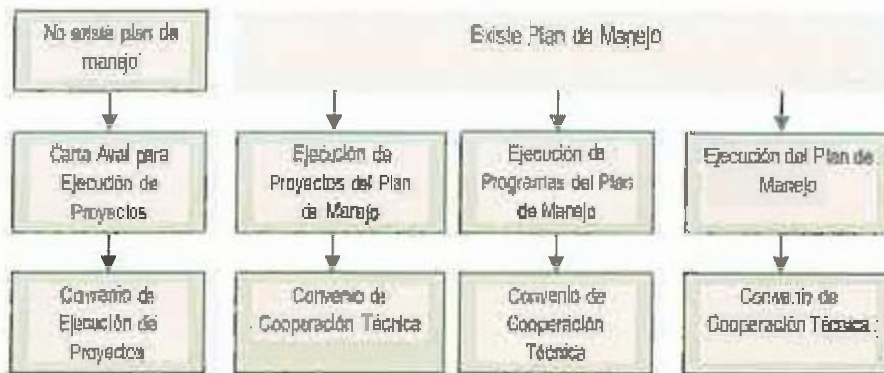 No existe plan de
manejo
Existe Plan de Manejo
Carta Aval para
Ejecución de
Proyectos
Ejecución de
Proyectos del Plan
de Manejo
Ejecución de
Programas del Plan
de Manejo
Ejecución del Plan de
Manejo
Convenio de
Ejecución de
Proyectos
Convenio de
Cooperación Técnica
Convenio de
Cooperación
Técnica
Convenio de
Cooperación Técnica